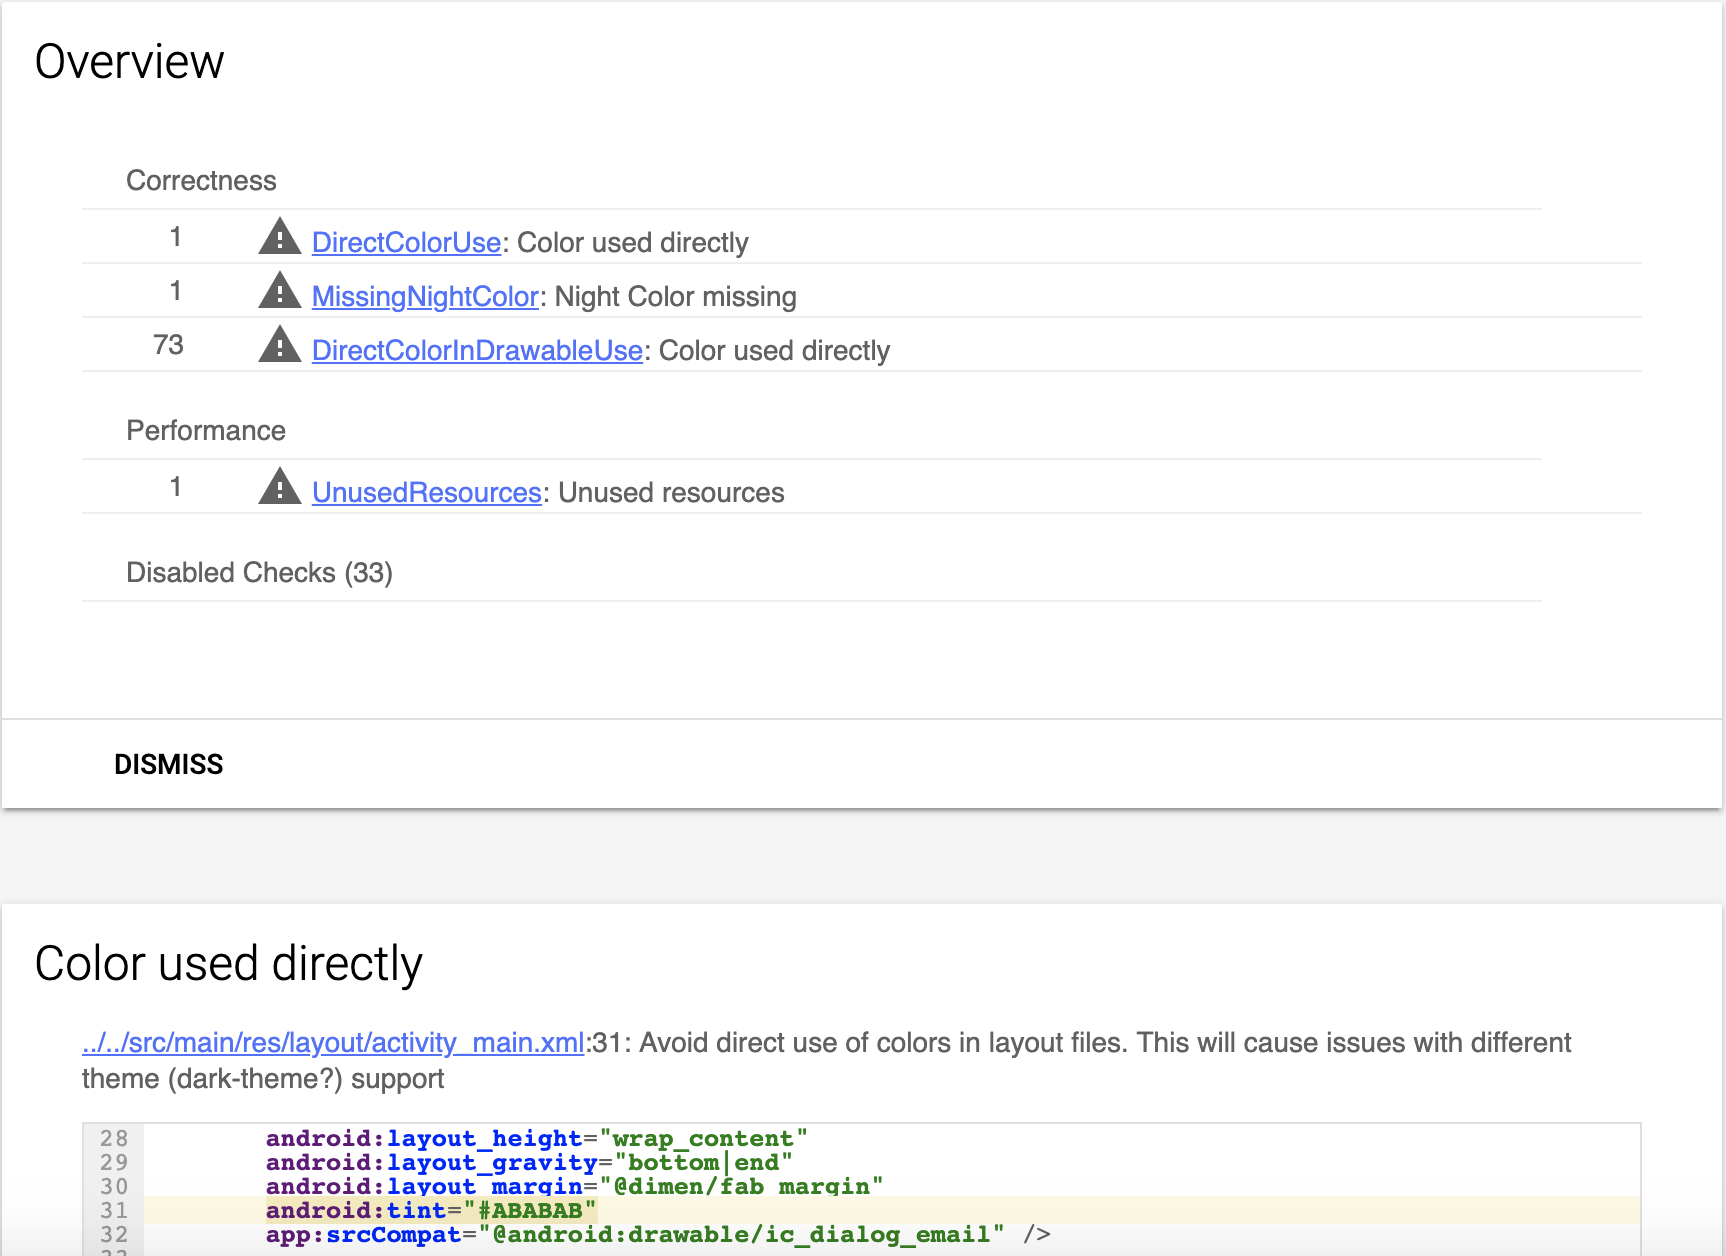 Overview
Correctness
1 DirectColorUse: Color used directly
1 MissingNightColor: Night Color missing
73 DirectColorInDrawableUse: Color used directly
Performance
1 UnusedResources: Unused resources
Disabled Checks (33)
DISMISS
Color used directly
../../src/main/res/layout/activity_main.xml:31: Avoid direct use of colors in layout files. This will cause issues with different
theme (dark-theme?) support
28 android:layout_height="wrap_content"
29 android:layout_gravity="bottom|end"
30 android:layout_margin="@dimen/fab_margin"
31 android:tint="#ABABAB"
32 app:srcCompat="@android:drawable/ic_dialog_email" />